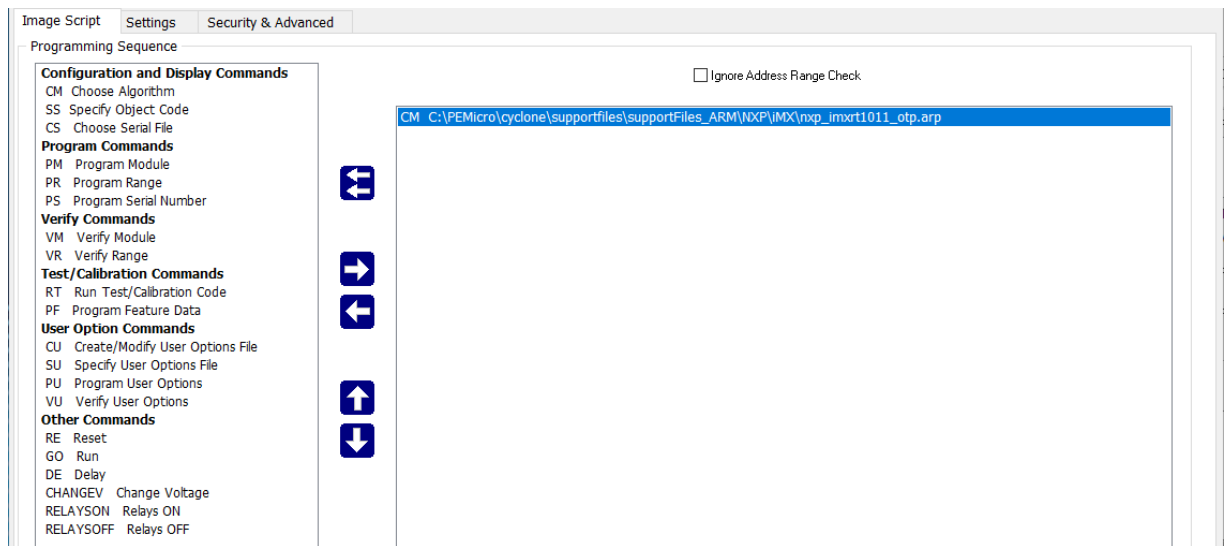 Image Script Settings Security & Advanced
Programming Sequence
Configuration and Display Commands
CM Choose Algorithm
SS Specify Object Code
CS Choose Serial File
Program Commands
PM Program Module
PR Program Range
PS Program Serial Number
Verify Commands
VM Verify Module
VR Verify Range
Test/Calibration Commands
RT Run Test/Calibration Code
PF Program Feature Data
User Option Commands
CU Create/Modify User Options File
SU Specify User Options File
PU Program User Options
VU Verify User Options
Other Commands
RE Reset
GO Run
DE Delay
CHANGEV Change Voltage
RELAYSON Relays ON
RELAYSOFF Relays OFF
Ignore Address Range Check
CM C:\PEMicro\cyclone\supportfiles\supportFiles_ARM\NXP\iMX\nxp_imxrt1011_otp.arp